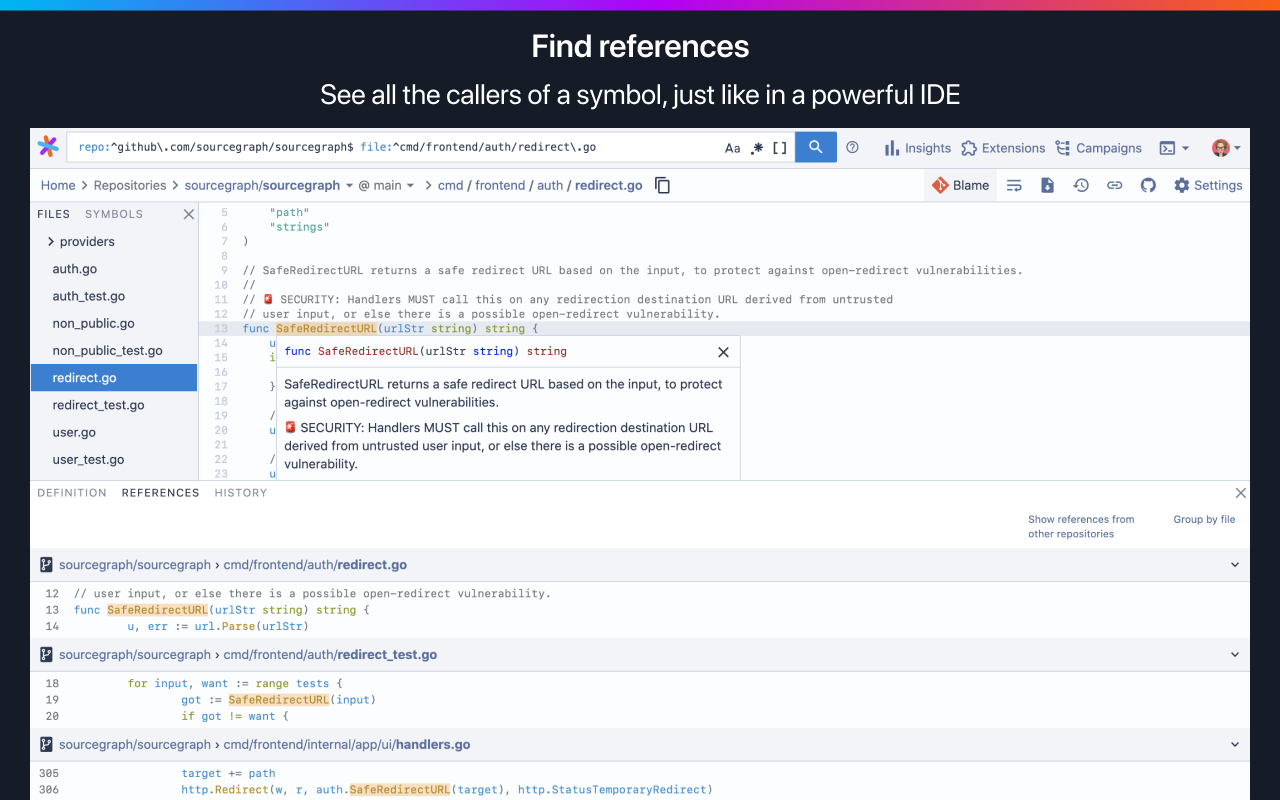 Find references
See all the callers of a symbol, just like in a powerful IDE
repo:^github\.com/sourcegraph/sourcegraph$ file:^cmd/frontend/auth/redirect\.go
Aa .* [ ]
Insights Extensions Campaigns
Home > Repositories > sourcegraph/sourcegraph @ main > cmd / frontend / auth / redirect.go
Blame Settings
FILES SYMBOLS
providers
auth.go
auth_test.go
non_public.go
non_public_test.go
redirect.go
redirect_test.go
user.go
user_test.go
5 "path"
6 "strings"
7 )
8
9 // SafeRedirectURL returns a safe redirect URL based on the input, to protect against open-redirect vulnerabilities.
10 //
11 // 🚨 SECURITY: Handlers MUST call this on any redirection destination URL derived from untrusted
12 // user input, or else there is a possible open-redirect vulnerability.
13 func SafeRedirectURL(urlStr string) string {
14 u
15 i
16
17 }
18
19 /
20 u
21
22 /
23 u
func SafeRedirectURL(urlStr string) string
SafeRedirectURL returns a safe redirect URL based on the input, to protect
against open-redirect vulnerabilities.
🚨 SECURITY: Handlers MUST call this on any redirection destination URL
derived from untrusted user input, or else there is a possible open-redirect
vulnerability.
DEFINITION REFERENCES HISTORY
Show references from
other repositories
Group by file
sourcegraph/sourcegraph › cmd/frontend/auth/redirect.go
12 // user input, or else there is a possible open-redirect vulnerability.
13 func SafeRedirectURL(urlStr string) string {
14 u, err := url.Parse(urlStr)
sourcegraph/sourcegraph › cmd/frontend/auth/redirect_test.go
18 for input, want := range tests {
19 got := SafeRedirectURL(input)
20 if got != want {
sourcegraph/sourcegraph › cmd/frontend/internal/app/ui/handlers.go
305 target += path
306 http.Redirect(w, r, auth.SafeRedirectURL(target), http.StatusTemporaryRedirect)